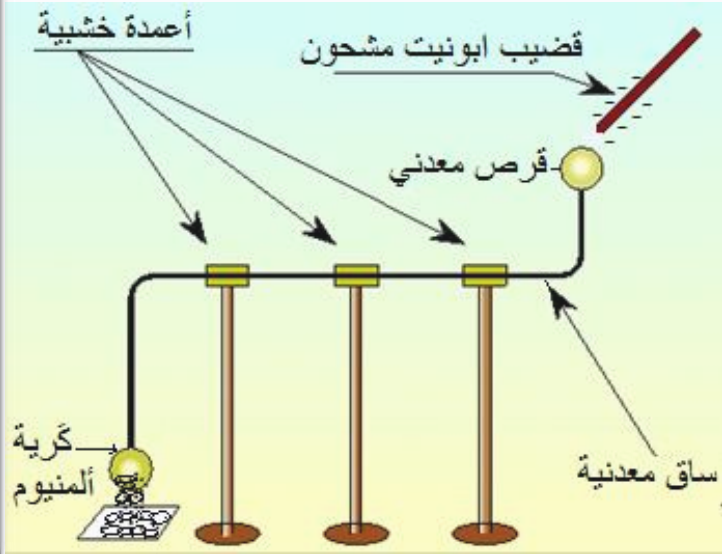 أعمدة خشبية
قضيب ابونيت مشحون
قرص معدني
كَرية
ألمنيوم
ساق معدنية